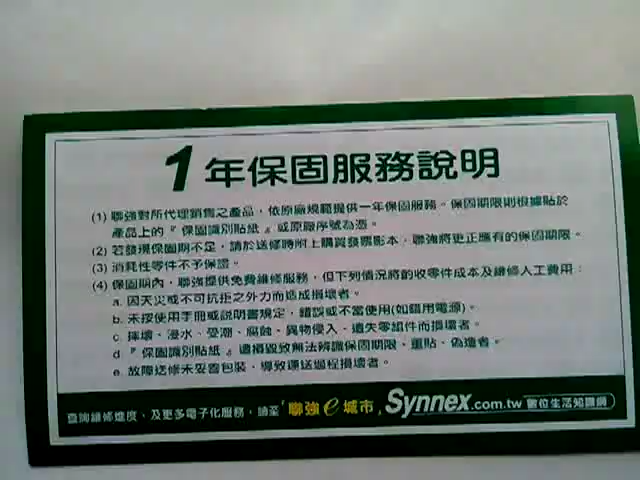 1年保固服務說明
(1) 聯強對所代理銷售之產品，依原廠規範提供一年保固服務。保固期限則根據貼於
產品上的『保固識別貼紙』或原廠序號為憑。
(2) 若發現保固期不足，請於送修時附上購買發票影本，聯強將更正應有的保固期限。
(3) 消耗性零件不予保證。
(4) 保固期內，聯強提供免費維修服務，但下列情況將酌收零件成本及維修人工費用：
a. 因天災或不可抗拒之外力而造成損壞者。
b. 未按使用手冊或說明書規定，錯誤或不當使用(如錯用電源)。
c. 摔壞、浸水、受潮、腐蝕、異物侵入、遺失零組件而損壞者。
d.『保固識別貼紙』遭損毀致無法辨識保固期限、重貼、偽造者。
e. 故障送修未妥善包裝，導致運送過程損壞者。
查詢維修進度、及更多電子化服務，請至「聯強e城市」Synnex.com.tw 數位生活知識網